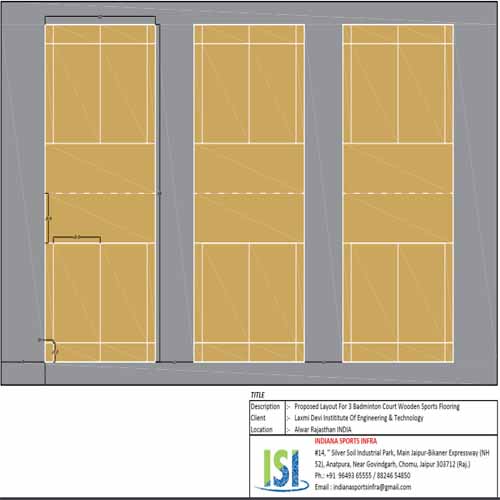 TITLE
Description :- Proposed Layout For 3 Badminton Court Wooden Sports Flooring
Client :- Laxmi Devi Institute Of Engineering & Technology
Location :- Alwar Rajasthan INDIA
INDIANA SPORTS INFRA
#14, " Silver Soil Industrial Park, Main Jaipur-Bikaner Expressway (NH
52), Anatpura, Near Govindgarh, Chomu, Jaipur 303712 (Raj.)
Ph.: +91 96493 65555 / 88246 54850
Email : indianasportsinfra@gmail.com
ISI